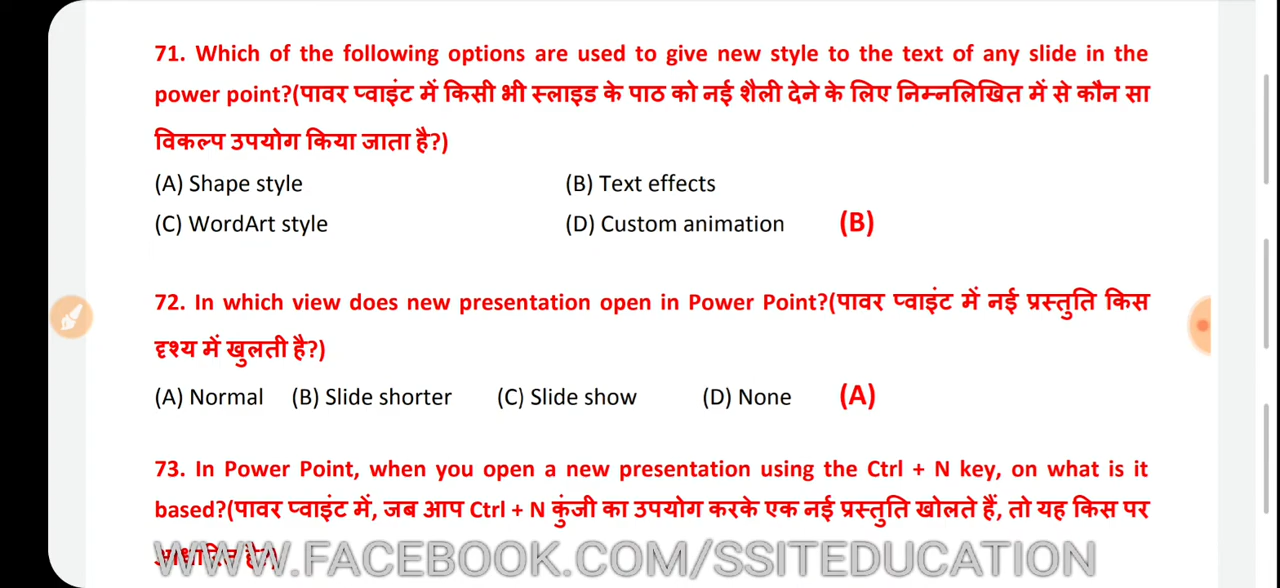 71. Which of the following options are used to give new style to the text of any slide in the
power point?(पावर प्वाइंट में किसी भी स्लाइड के पाठ को नई शैली देने के लिए निम्नलिखित में से कौन सा
विकल्प उपयोग किया जाता है?)
(A) Shape style (B) Text effects
(C) WordArt style (D) Custom animation (B)
72. In which view does new presentation open in Power Point?(पावर प्वाइंट में नई प्रस्तुति किस
दृश्य में खुलती है?)
(A) Normal (B) Slide shorter (C) Slide show (D) None (A)
73. In Power Point, when you open a new presentation using the Ctrl + N key, on what is it
based?(पावर प्वाइंट में, जब आप Ctrl + N कुंजी का उपयोग करके एक नई प्रस्तुति खोलते हैं, तो यह किस पर
WWW.FACEBOOK.COM/SSITEDUCATION